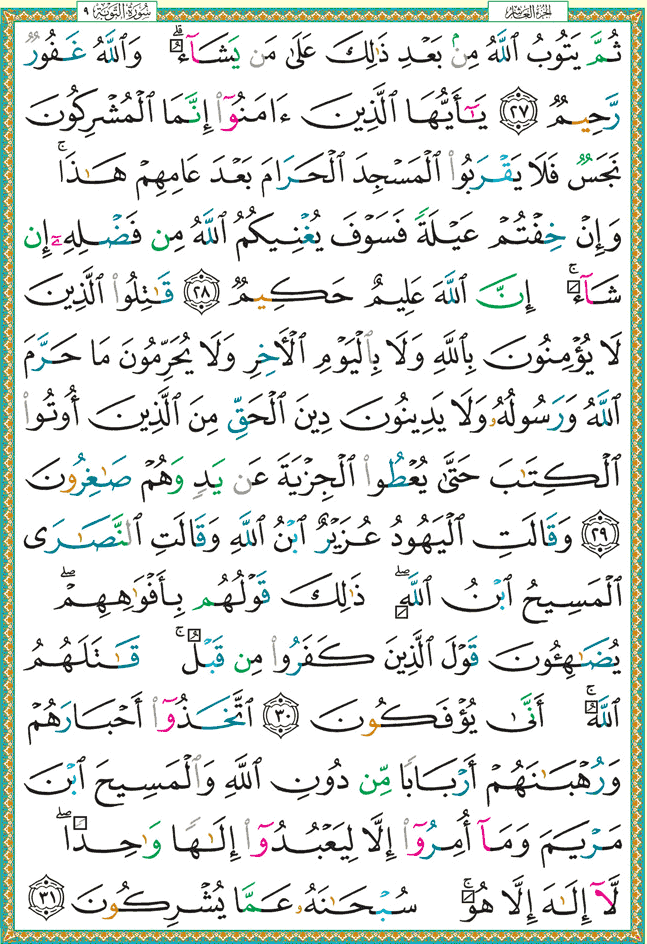 الجزء العاشر
سورة التوبة ٩
ثُمَّ يَتُوبُ ٱللَّهُ مِنۢ بَعۡدِ ذَٰلِكَ عَلَىٰ مَن يَشَآءُۗ وَٱللَّهُ غَفُورٞ
رَّحِيمٞ ٢٧ يَٰٓأَيُّهَا ٱلَّذِينَ ءَامَنُوٓاْ إِنَّمَا ٱلۡمُشۡرِكُونَ
نَجَسٞ فَلَا يَقۡرَبُواْ ٱلۡمَسۡجِدَ ٱلۡحَرَامَ بَعۡدَ عَامِهِمۡ هَٰذَاۚ
وَإِنۡ خِفۡتُمۡ عَيۡلَةٗ فَسَوۡفَ يُغۡنِيكُمُ ٱللَّهُ مِن فَضۡلِهِۦٓ إِن
شَآءَۚ إِنَّ ٱللَّهَ عَلِيمٌ حَكِيمٞ ٢٨ قَٰتِلُواْ ٱلَّذِينَ
لَا يُؤۡمِنُونَ بِٱللَّهِ وَلَا بِٱلۡيَوۡمِ ٱلۡأٓخِرِ وَلَا يُحَرِّمُونَ مَا حَرَّمَ
ٱللَّهُ وَرَسُولُهُۥ وَلَا يَدِينُونَ دِينَ ٱلۡحَقِّ مِنَ ٱلَّذِينَ أُوتُواْ
ٱلۡكِتَٰبَ حَتَّىٰ يُعۡطُواْ ٱلۡجِزۡيَةَ عَن يَدٖ وَهُمۡ صَٰغِرُونَ
٢٩ وَقَالَتِ ٱلۡيَهُودُ عُزَيۡرٌ ٱبۡنُ ٱللَّهِ وَقَالَتِ ٱلنَّصَٰرَى
ٱلۡمَسِيحُ ٱبۡنُ ٱللَّهِۖ ذَٰلِكَ قَوۡلُهُم بِأَفۡوَٰهِهِمۡۖ
يُضَٰهِـُٔونَ قَوۡلَ ٱلَّذِينَ كَفَرُواْ مِن قَبۡلُۚ قَٰتَلَهُمُ
ٱللَّهُۚ أَنَّىٰ يُؤۡفَكُونَ ٣٠ ٱتَّخَذُوٓاْ أَحۡبَارَهُمۡ
وَرُهۡبَٰنَهُمۡ أَرۡبَابٗا مِّن دُونِ ٱللَّهِ وَٱلۡمَسِيحَ ٱبۡنَ
مَرۡيَمَ وَمَآ أُمِرُوٓاْ إِلَّا لِيَعۡبُدُوٓاْ إِلَٰهٗا وَٰحِدٗاۖ
لَّآ إِلَٰهَ إِلَّا هُوَۚ سُبۡحَٰنَهُۥ عَمَّا يُشۡرِكُونَ ٣١